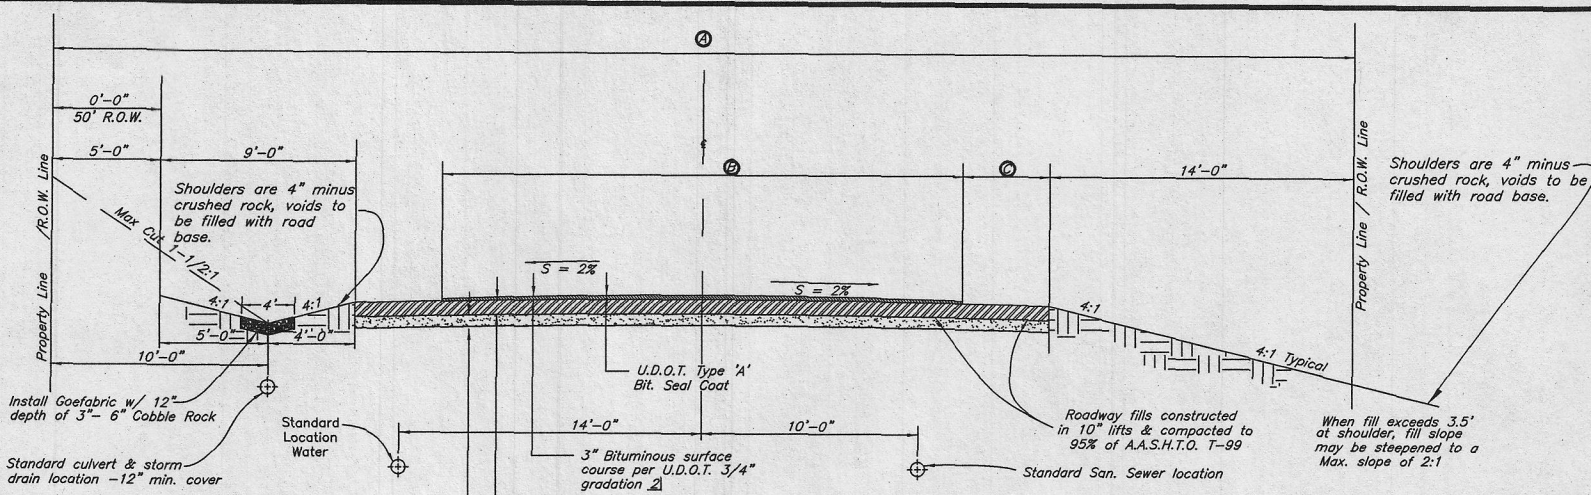 A
0'-0"
50' R.O.W.
5'-0"
9'-0"
℄
B
C
14'-0"
Property Line /R.O.W. Line
Shoulders are 4" minus
crushed rock, voids to
be filled with road
base.
Max Cut 1-1/2:1
Property Line / R.O.W. Line
Shoulders are 4" minus
crushed rock, voids to be
filled with road base.
S = 2%
S = 2%
4:1
4'
4:1
4:1
5'-0"
4'-0"
10'-0"
4:1 Typical
U.D.O.T. Type 'A'
Bit. Seal Coat
Install Goefabric w/ 12"
depth of 3"- 6" Cobble Rock
Standard
Location
Water
14'-0"
10'-0"
Roadway fills constructed
in 10" lifts & compacted to
95% of A.A.S.H.T.O. T-99
When fill exceeds 3.5'
at shoulder, fill slope
may be steepened to a
Max. slope of 2:1
Standard culvert & storm
drain location -12" min. cover
3" Bituminous surface
course per U.D.O.T. 3/4"
gradation 2
Standard San. Sewer location